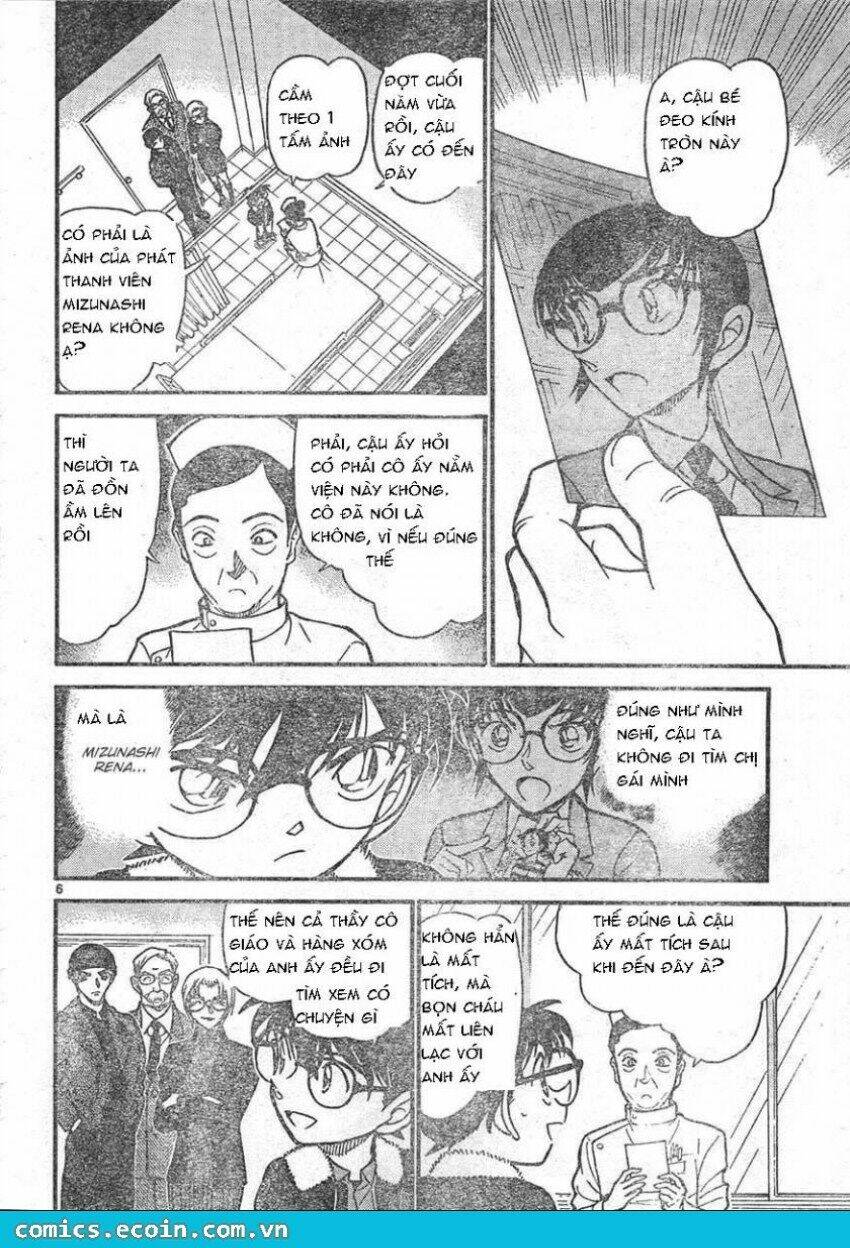 A, CẬU BÉ
ĐEO KÍNH
TRÒN NÀY
À?
ĐỢT CUỐI
NĂM VỪA
RỒI, CẬU
ẤY CÓ ĐẾN
ĐÂY
CẦM
THEO 1
TẤM ẢNH
CÓ PHẢI LÀ
ẢNH CỦA PHÁT
THANH VIÊN
MIZUNASHI
RENA KHÔNG
Ạ?
PHẢI, CẬU ẤY HỎI
CÓ PHẢI CÔ ẤY NẰM
VIỆN NÀY KHÔNG.
CÔ ĐÃ NÓI LÀ
KHÔNG, VÌ NẾU ĐÚNG
THẾ
THÌ
NGƯỜI TA
ĐÃ ĐỒN
ẦM LÊN
RỒI
ĐÚNG NHƯ MÌNH
NGHĨ, CẬU TA
KHÔNG ĐI TÌM CHỊ
GÁI MÌNH
MÀ LÀ
MIZUNASHI
RENA...
6
THẾ ĐÚNG LÀ CẬU
ẤY MẤT TÍCH SAU
KHI ĐẾN ĐÂY À?
KHÔNG HẲN
LÀ MẤT
TÍCH, MÀ
BỌN CHÁU
MẤT LIÊN
LẠC VỚI
ANH ẤY
THẾ NÊN CẢ THẦY CÔ
GIÁO VÀ HÀNG XÓM
CỦA ANH ẤY ĐỀU ĐI
TÌM XEM CÓ
CHUYỆN GÌ
comics.ecoin.com.vn